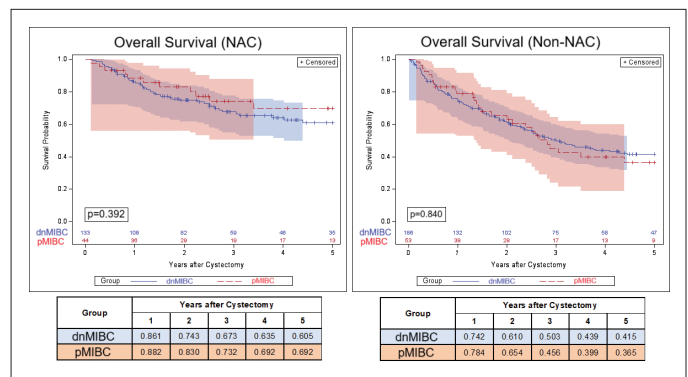 Overall Survival (NAC)
+ Censored
1.0
0.8
0.6
0.4
0.2
0.0
Survival Probability
p=0.392
dnMIBC 133 108 82 59 48 35
pMIBC 44 36 29 19 17 13
0 1 2 3 4 5
Years after Cystectomy
Group dnMIBC pMIBC
Group Years after Cystectomy
1 2 3 4 5
dnMIBC 0.861 0.743 0.673 0.635 0.605
pMIBC 0.882 0.830 0.732 0.692 0.692
Overall Survival (Non-NAC)
+ Censored
1.0
0.8
0.6
0.4
0.2
0.0
Survival Probability
p=0.840
dnMIBC 186 132 102 75 58 47
pMIBC 53 39 28 17 13 9
0 1 2 3 4 5
Years after Cystectomy
Group dnMIBC pMIBC
Group Years after Cystectomy
1 2 3 4 5
dnMIBC 0.742 0.610 0.503 0.439 0.415
pMIBC 0.784 0.654 0.456 0.399 0.365